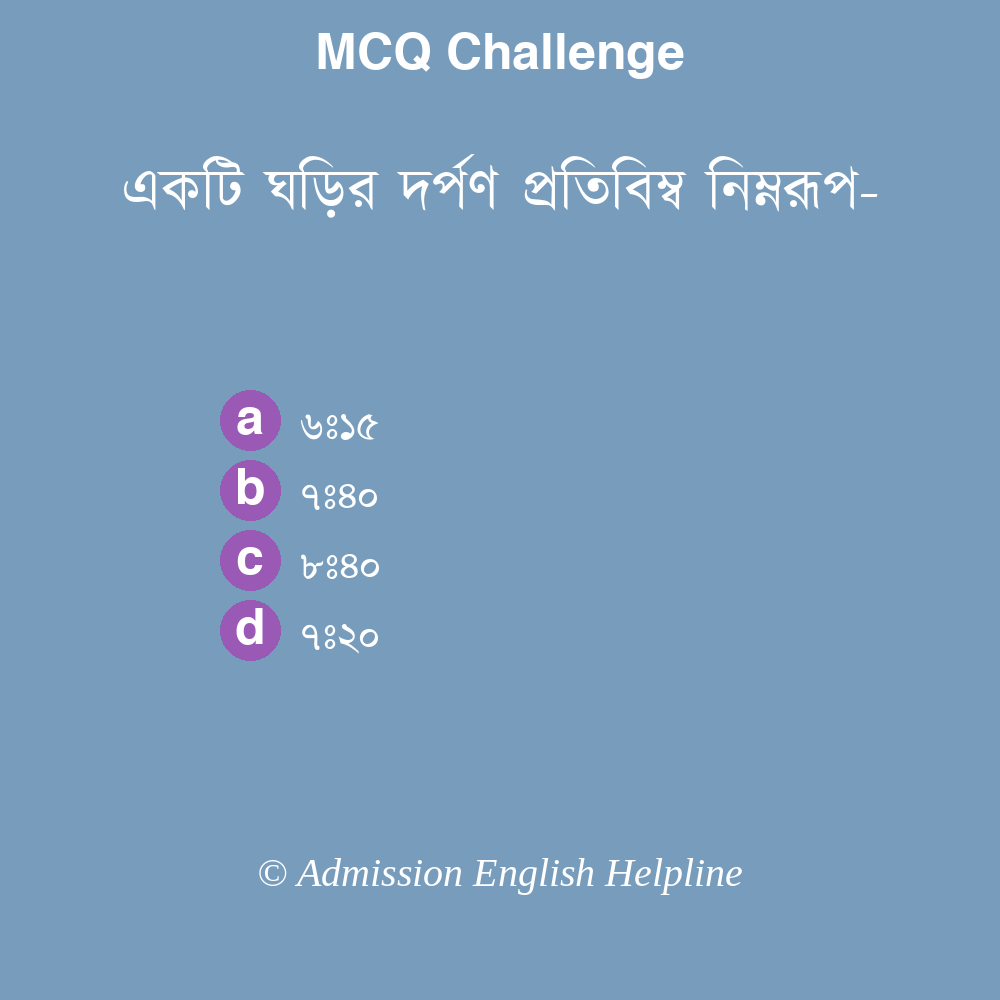 MCQ Challenge
একটি ঘড়ির দর্পণ প্রতিবিম্ব নিম্নরূপ-
a ৬ঃ১৫
b ৭ঃ৪০
c ৮ঃ৪০
d ৭ঃ২০
© Admission English Helpline